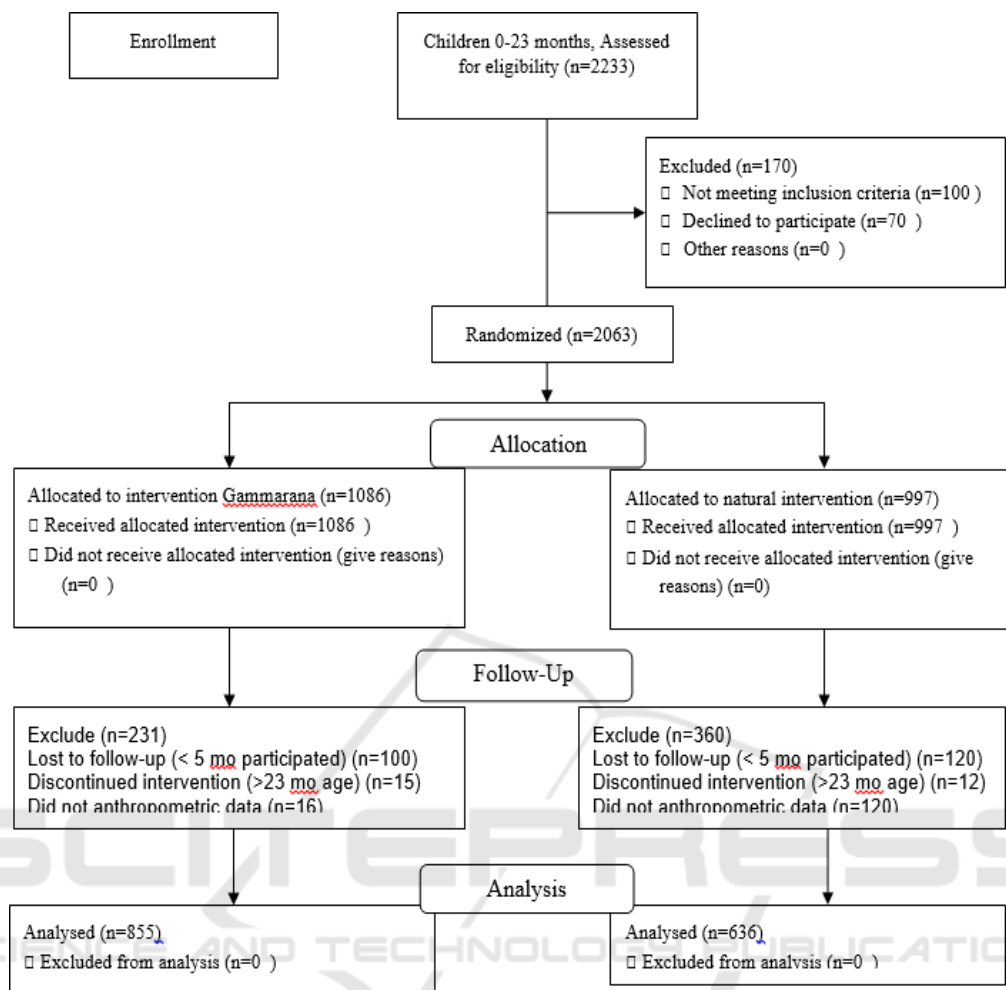 Enrollment
Children 0-23 months, Assessed
for eligibility (n=2233)
Excluded (n=170)
▯ Not meeting inclusion criteria (n=100 )
▯ Declined to participate (n=70 )
▯ Other reasons (n=0 )
Randomized (n=2063)
Allocation
Allocated to intervention Gammarana (n=1086)
▯ Received allocated intervention (n=1086 )
▯ Did not receive allocated intervention (give reasons)
(n=0 )
Allocated to natural intervention (n=997)
▯ Received allocated intervention (n=997 )
▯ Did not receive allocated intervention (give
reasons) (n=0)
Follow-Up
Exclude (n=231)
Lost to follow-up (< 5 mo participated) (n=100)
Discontinued intervention (>23 mo age) (n=15)
Did not anthropometric data (n=16)
Exclude (n=360)
Lost to follow-up (< 5 mo participated) (n=120)
Discontinued intervention (>23 mo age) (n=12)
Did not anthropometric data (n=120)
Analysis
Analysed (n=855)
▯ Excluded from analysis (n=0 )
Analysed (n=636)
▯ Excluded from analysis (n=0 )
SCITEPRESS
SCIENCE AND TECHNOLOGY PUBLICATIONS